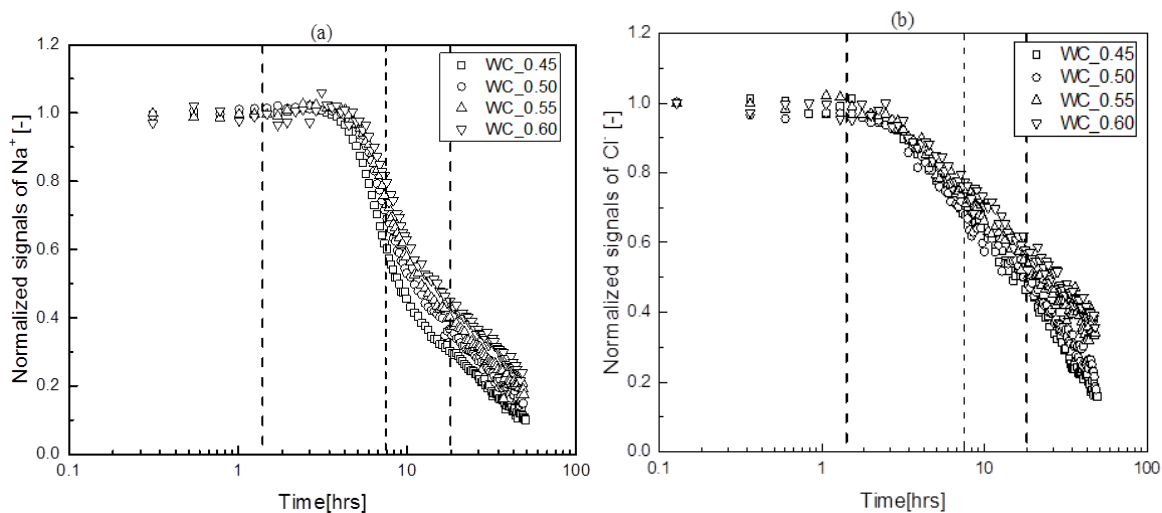 (a)
Normalized signals of Na⁺ [-]
1.2
1.0
0.8
0.6
0.4
0.2
0.0
0.1
1
10
100
Time[hrs]
WC_0.45
WC_0.50
WC_0.55
WC_0.60
(b)
Normalized signals of Cl⁻ [-]
1.2
1.0
0.8
0.6
0.4
0.2
0.0
0.1
1
10
100
Time[hrs]
WC_0.45
WC_0.50
WC_0.55
WC_0.60